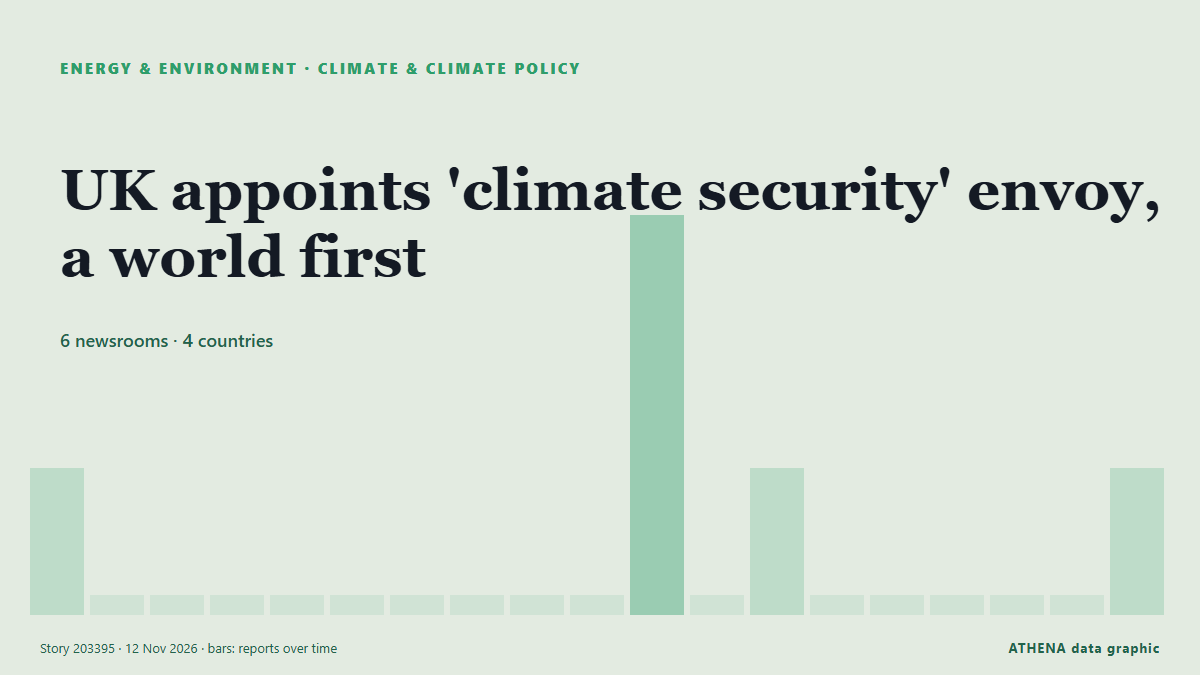 ENERGY & ENVIRONMENT · CLIMATE & CLIMATE POLICY
UK appoints 'climate security' envoy,
a world first
6 newsrooms · 4 countries
Story 203395 · 12 Nov 2026 · bars: reports over time
ATHENA data graphic